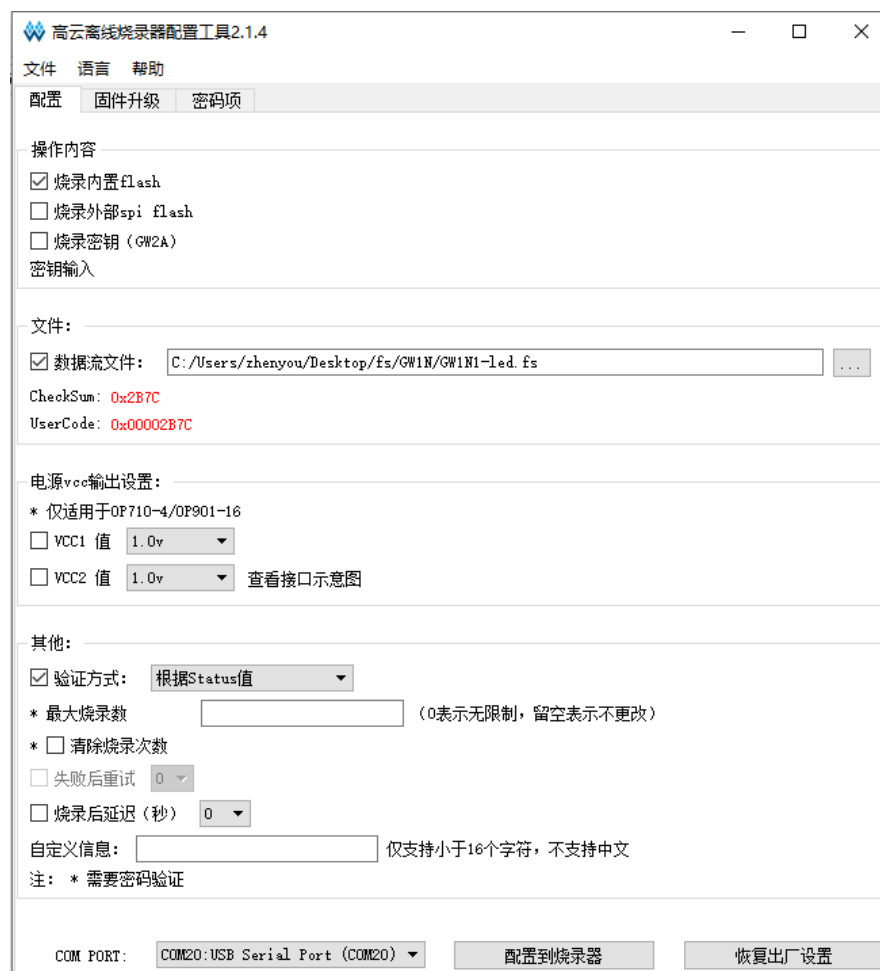 高云离线烧录器配置工具2.1.4
文件 语言 帮助
配置 固件升级 密码项
操作内容
烧录内置flash
烧录外部spi flash
烧录密钥（GW2A）
密钥输入
文件：
数据流文件： C:/Users/zhenyou/Desktop/fs/GW1N/GW1N1-led.fs ...
CheckSum: 0x2B7C
UserCode: 0x00002B7C
电源vcc输出设置：
* 仅适用于OP710-4/OP901-16
VCC1 值 1.0v
VCC2 值 1.0v 查看接口示意图
其他：
验证方式： 根据Status值
* 最大烧录数 （0表示无限制，留空表示不更改）
* 清除烧录次数
失败后重试 0
烧录后延迟（秒） 0
自定义信息： 仅支持小于16个字符，不支持中文
注： * 需要密码验证
COM PORT: COM20:USB Serial Port (COM20) 配置到烧录器 恢复出厂设置